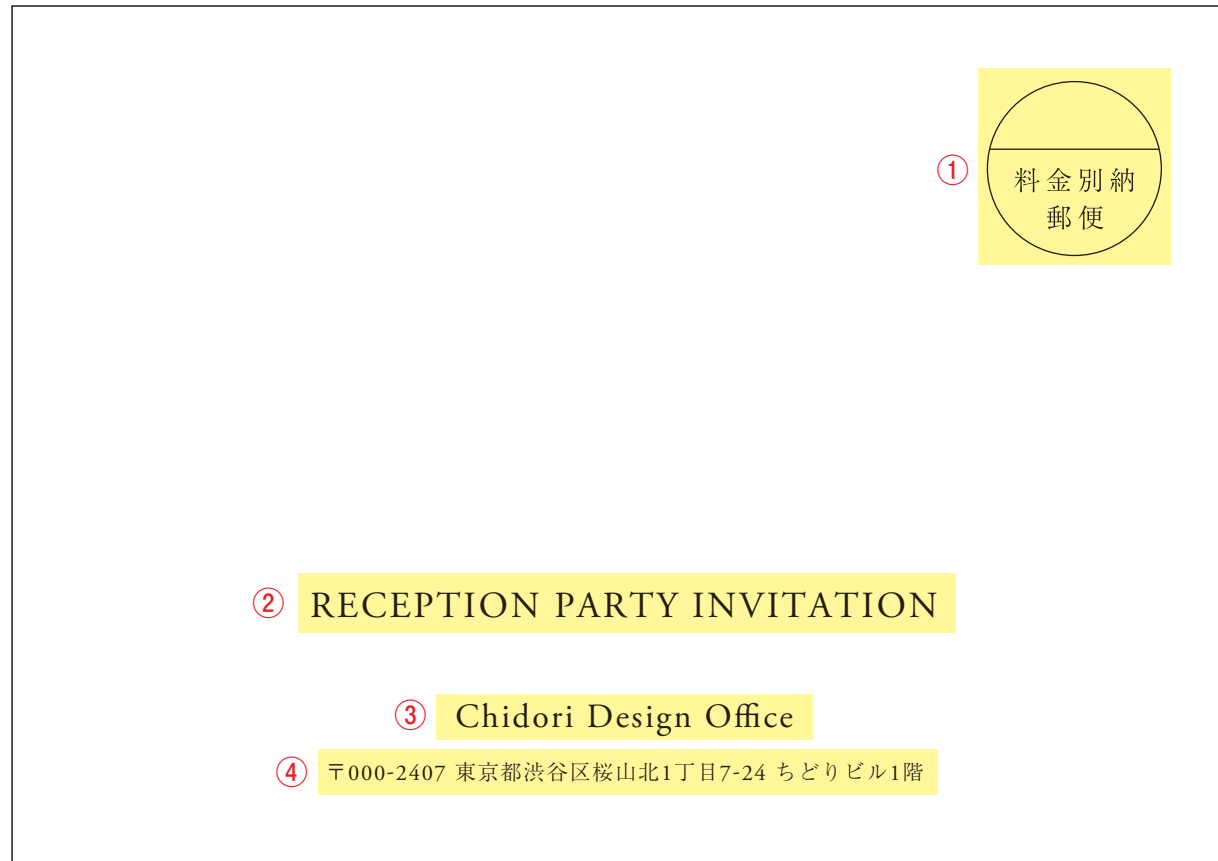 ①
料金別納
郵便
② RECEPTION PARTY INVITATION
③ Chidori Design Office
④ 〒000-2407 東京都渋谷区桜山北1丁目7-24 ちどりビル1階